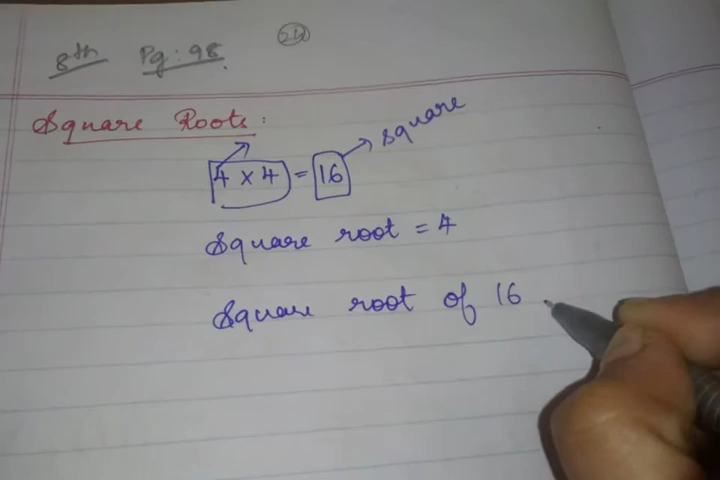 8th Pg: 98.
Square Roots:
4 × 4 = 16 → square
Square root = 4
Square root of 16